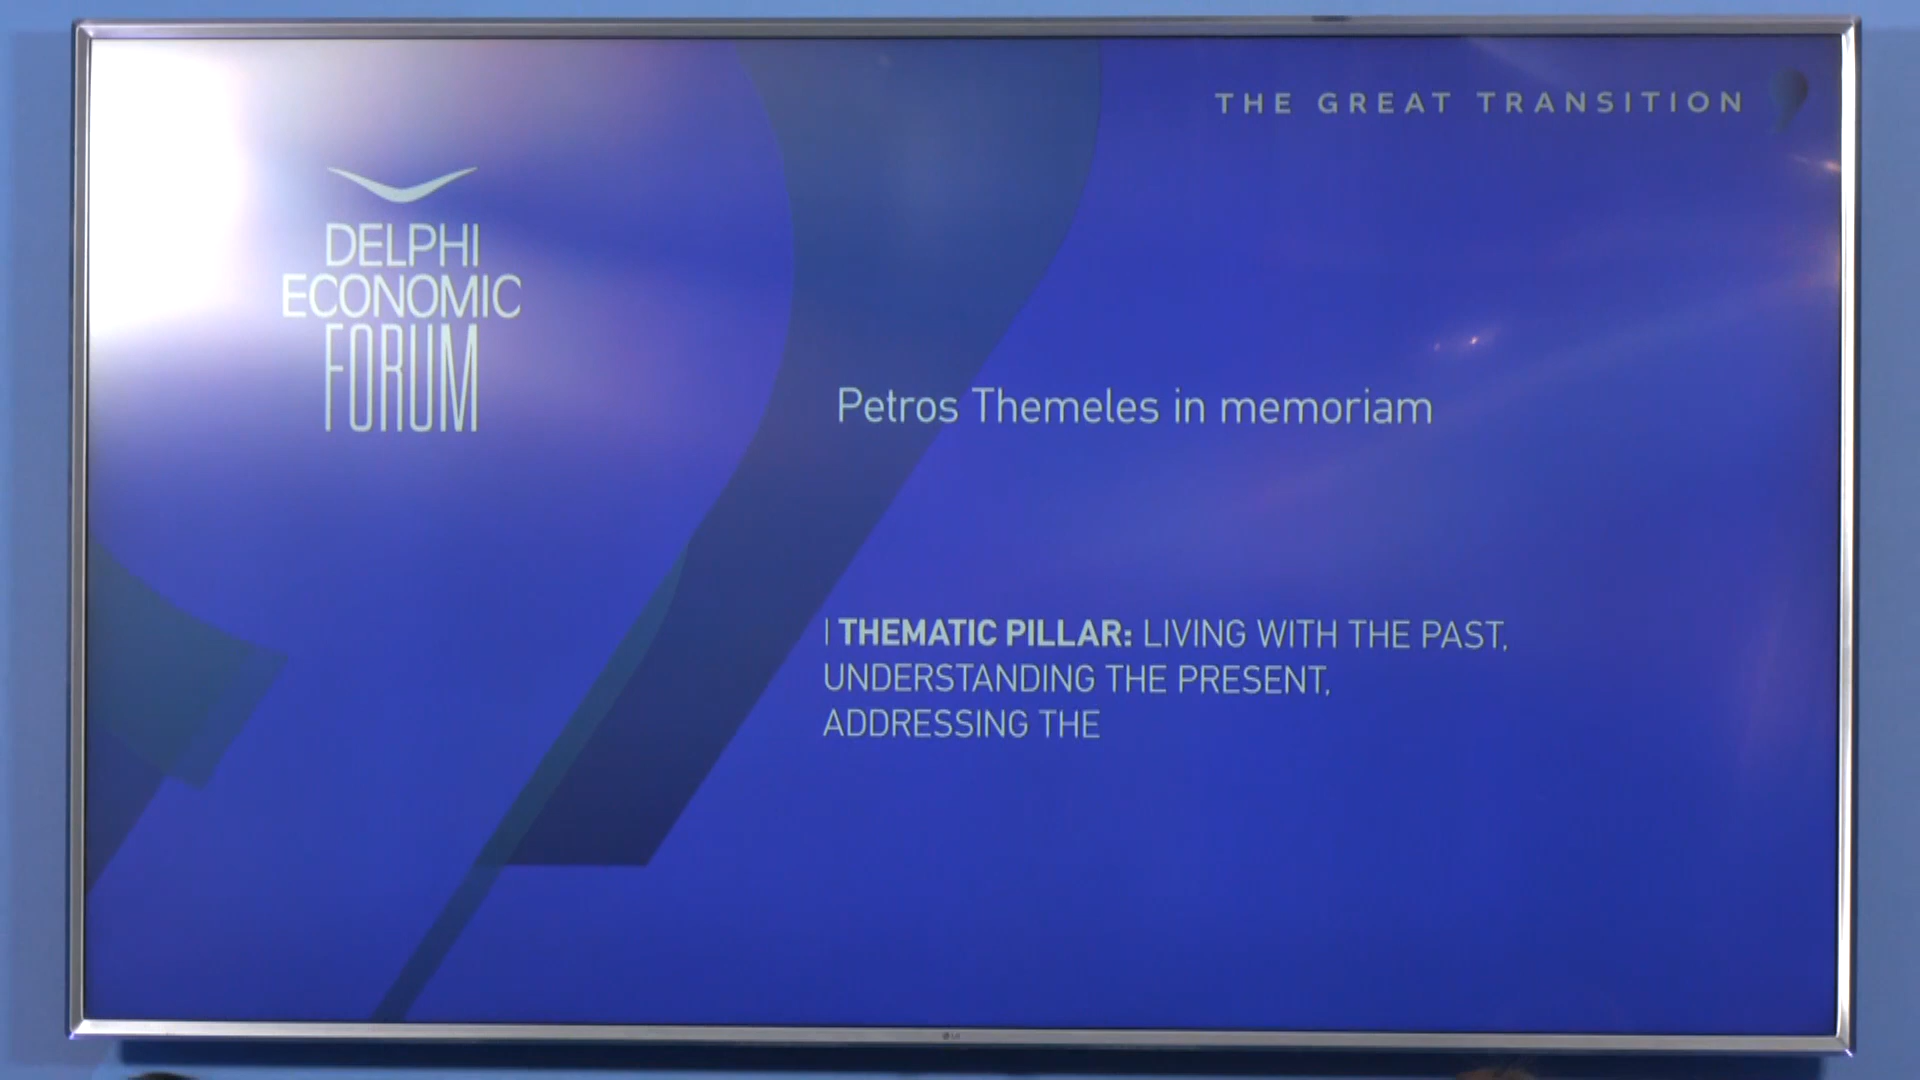 THE GREAT TRANSITION
DELPHI
ECONOMIC
FORUM
Petros Themeles in memoriam
| THEMATIC PILLAR: LIVING WITH THE PAST,
UNDERSTANDING THE PRESENT,
ADDRESSING THE
LG